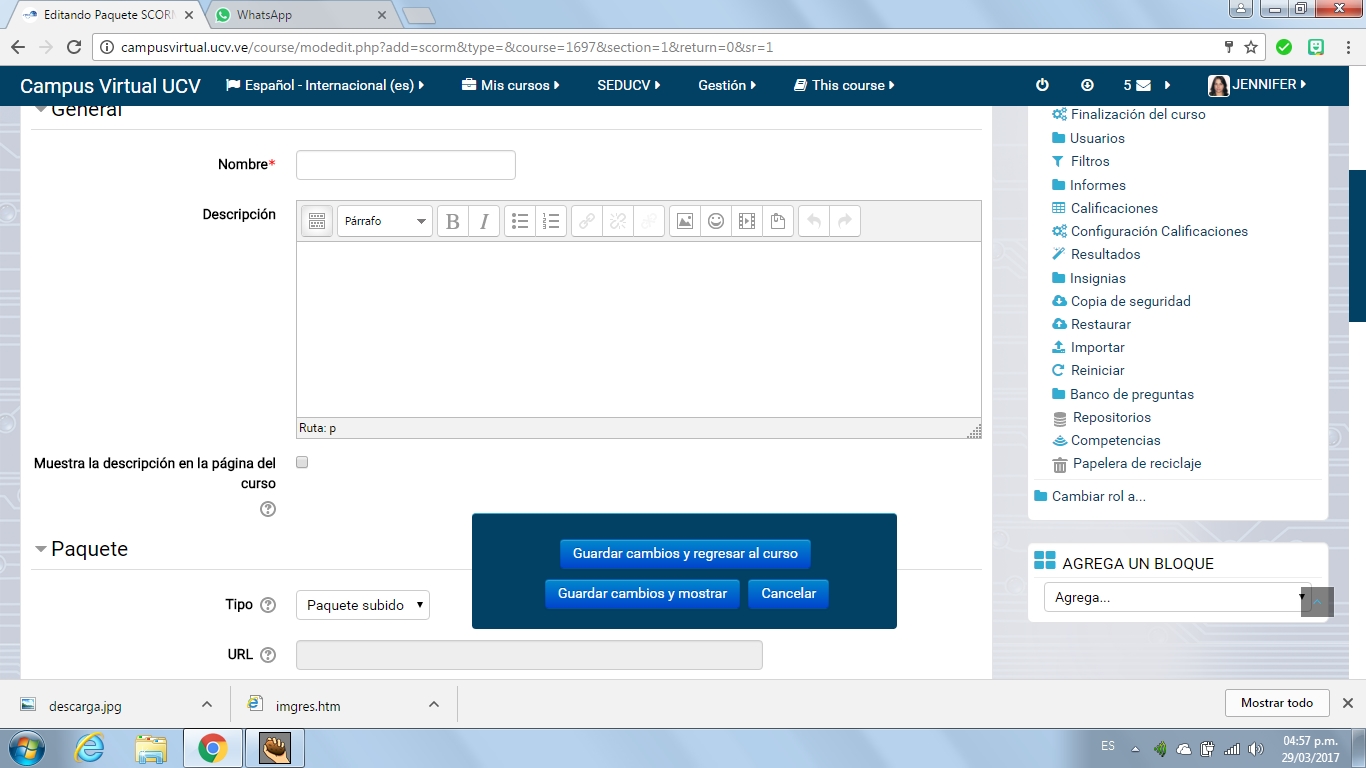 Editando Paquete SCORM
WhatsApp
campusvirtual.ucv.ve/course/modedit.php?add=scorm&type=&course=1697&section=1&return=0&sr=1
Campus Virtual UCV
Español - Internacional (es)
Mis cursos
SEDUCV
Gestión
This course
5
JENNIFER
General
Nombre*
Descripción
Párrafo
B I
Ruta: p
Muestra la descripción en la página del
curso
Paquete
Tipo
Paquete subido
URL
Guardar cambios y regresar al curso
Guardar cambios y mostrar
Cancelar
Finalización del curso
Usuarios
Filtros
Informes
Calificaciones
Configuración Calificaciones
Resultados
Insignias
Copia de seguridad
Restaurar
Importar
Reiniciar
Banco de preguntas
Repositorios
Competencias
Papelera de reciclaje
Cambiar rol a...
AGREGA UN BLOQUE
Agrega...
descarga.jpg
imgres.htm
Mostrar todo
ES
04:57 p.m.
29/03/2017